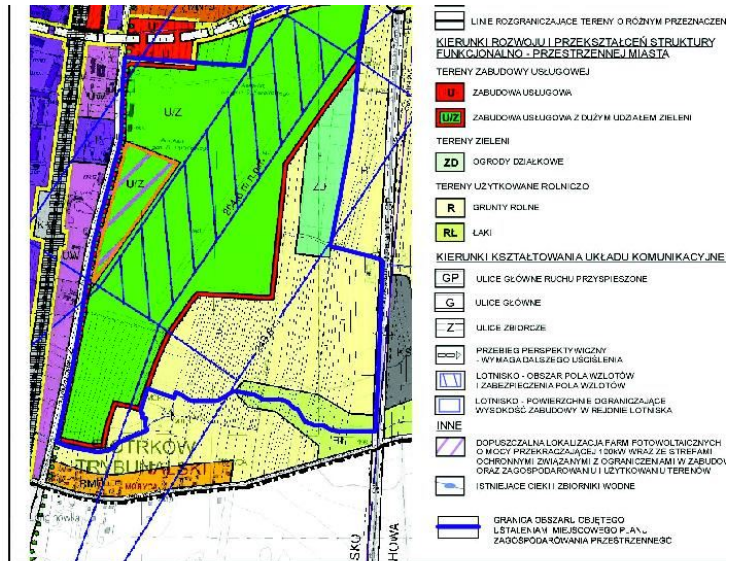 LINIE ROZGRANICZAJĄCE TERENY O RÓŻNYM PRZEZNACZEN
KIERUNKI ROZWOJU I PRZEKSZTAŁCEŃ STRUKTURY
FUNKCJONALNO - PRZESTRZENNEJ MIASTA
TERENY ZABUDOWY USŁUGOWEJ
U ZABUDOWA USŁUGOWA
U/Z ZABUDOWA USŁUGOWA Z DUŻYM UDZIAŁEM ZIELENI
TERENY ZIELENI
ZD OGRODY DZIAŁKOWE
TERENY UŻYTKOWANE ROLNICZO
R GRUNTY ROLNE
RŁ ŁĄKI
KIERUNKI KSZTAŁTOWANIA UKŁADU KOMUNIKACYJNE
GP ULICE GŁÓWNE RUCHU PRZYSPIESZONE
G ULICE GŁÓWNE
Z ULICE ZBIORCZE
PRZEBIEG PERSPEKTYWICZNY
- WYMAGA DALSZEGO UŚCIŚLENIA
LOTNISKO - OBSZAR POLA WZLOTÓW
I ZABEZPIECZENIA POLA WZLOTÓW
LOTNISKO - POWIERZCHNIE OGRANICZAJĄCE
WYSOKOŚĆ ZABUDOWY W REJONIE LOTNISKA
INNE
DOPUSZCZALNA LOKALIZACJA FARM FOTOWOLTAICZNYCH
O MOCY PRZEKRACZAJĄCEJ 100kW WRAZ ZE STREFAMI
OCHRONNYMI ZWIĄZANYMI Z OGRANICZENIAMI W ZABUDO
ORAZ ZAGOSPODAROWANIU I UŻYTKOWANIU TERENÓW
ISTNIEJĄCE CIEKI I ZBIORNIKI WODNE
GRANICA OBSZARU OBJĘTEGO
USTALENIAMI MIEJSCOWEGO PLANU
ZAGOSPODAROWANIA PRZESTRZENNEGO
U/Z
U/Z
ZD
TRYBUNALSKI
SKO
HOWA